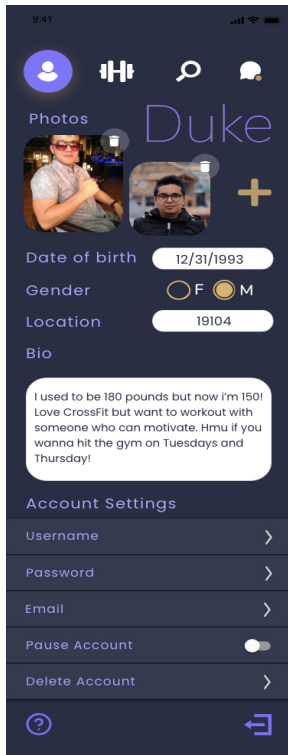 9:41
Duke
Photos
Date of birth 12/31/1993
Gender F M
Location 19104
Bio
I used to be 180 pounds but now i'm 150!
Love CrossFit but want to workout with
someone who can motivate. Hmu if you
wanna hit the gym on Tuesdays and
Thursday!
Account Settings
Username
Password
Email
Pause Account
Delete Account
?